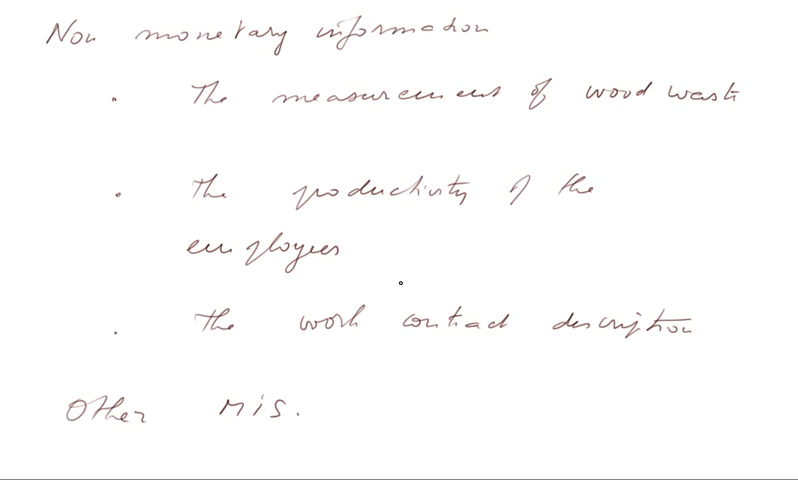 Non monetary information
. The measurement of wood waste
. The productivity of the
employees
. The work contract description
Other MIS.